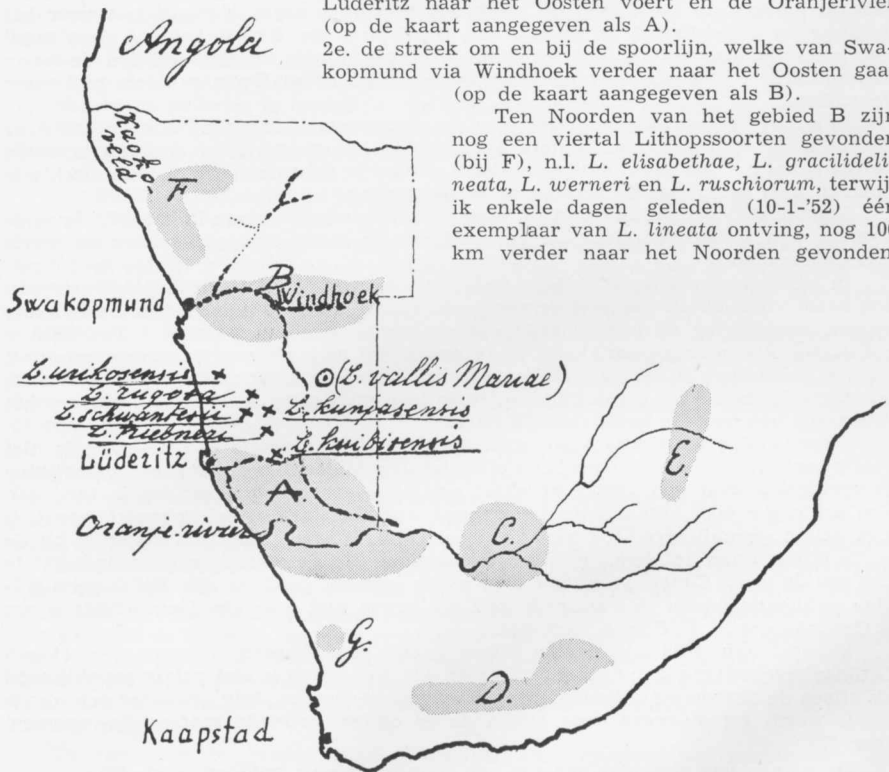 Lüderitz naar het Oosten voert en de Oranjerivier
(op de kaart aangegeven als A).
2e. de streek om en bij de spoorlijn, welke van Swa-
kopmund via Windhoek verder naar het Oosten gaa
(op de kaart aangegeven als B).
Ten Noorden van het gebied B zijn
nog een viertal Lithopssoorten gevonden
(bij F), n.l. L. elisabethae, L. gracilideli-
neata, L. werneri en L. ruschiorum, terwij
ik enkele dagen geleden (10-1-'52) één
exemplaar van L. lineata ontving, nog 100
km verder naar het Noorden gevonden
Angola
Kaoko-
veld
F
B
Swakopmund
Windhoek
L. urikosensis
L. rugosa
(L. vallis Mariae)
L. schwantesii
L. kunjasensis
L. triebneri
L. kuibisensis
Lüderitz
A
E.
Oranje.rivier
C.
G.
D.
Kaapstad